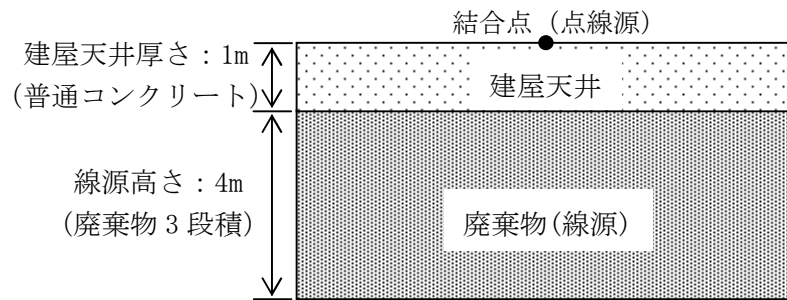 結合点 (点線源)
建屋天井厚さ：1m
(普通コンクリート)
建屋天井
線源高さ：4m
(廃棄物 3 段積)
廃棄物(線源)